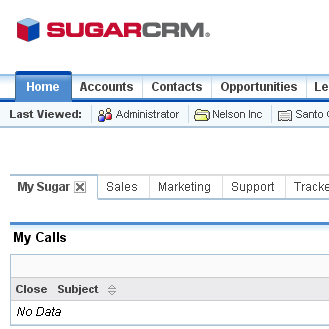 SUGARCRM.
Home Accounts Contacts Opportunities Le
Last Viewed: Administrator Nelson Inc Santo
My Sugar Sales Marketing Support Tracke
My Calls
Close Subject
No Data